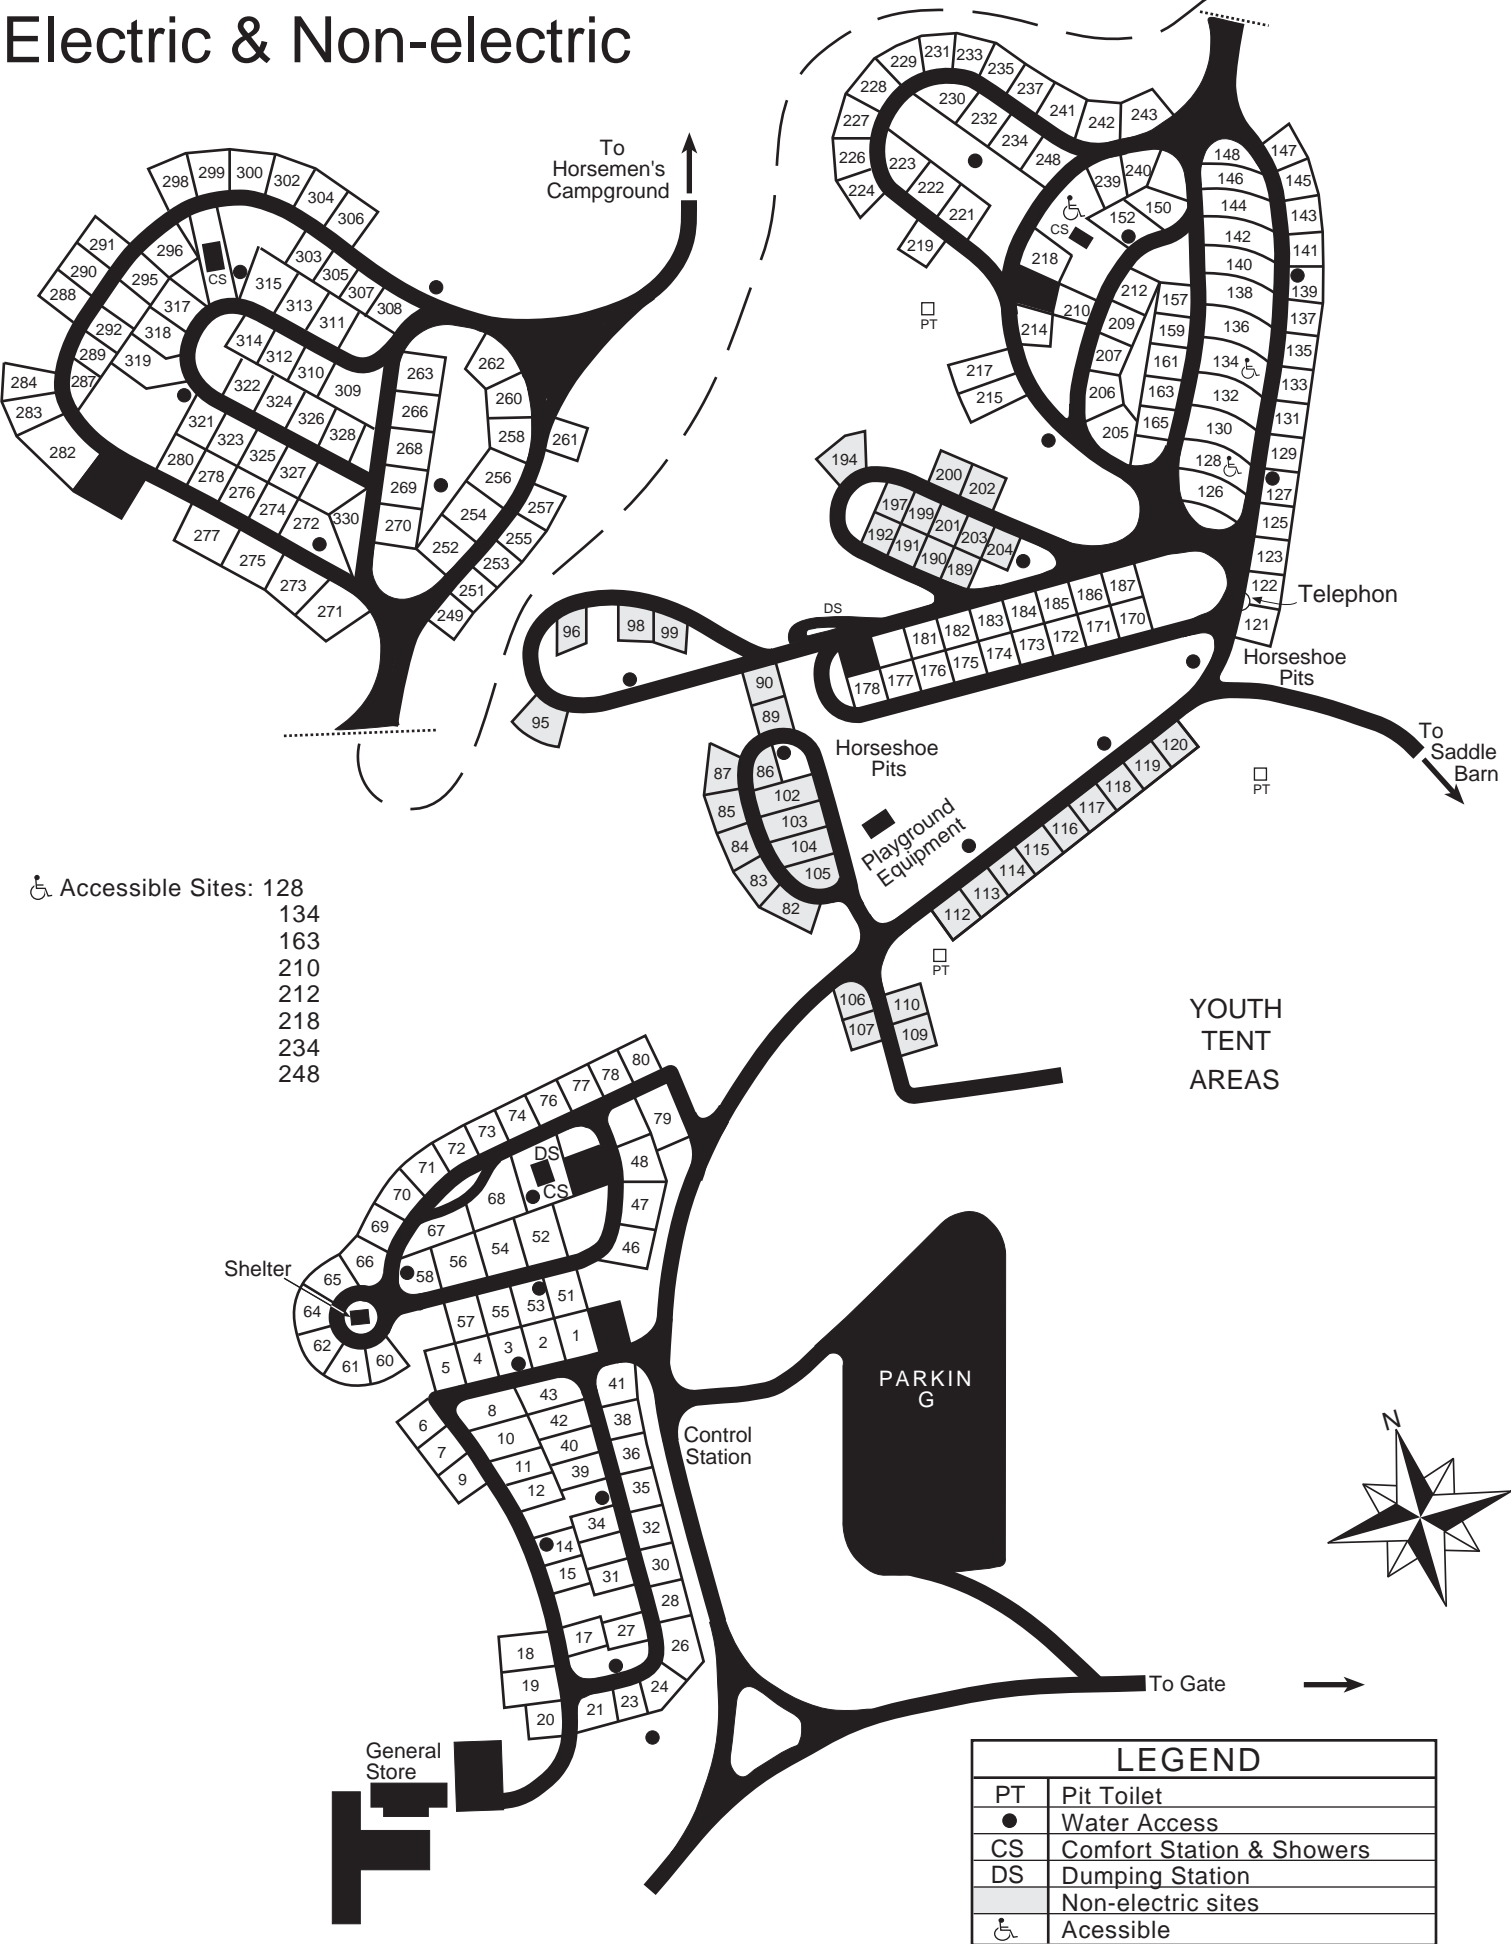 Electric & Non-electric
To
Horsemen's
Campground
298 299 300 302 304 306
291 290 288 296 295 317 292 318 289 319 287
CS
303 305 307 308
315 313 311
314 312 310 309
284 283 282
322 324 326 328
321 323 325 327
280 278 276 274 272 330
277 275 273 271
263 266 268 269 270
262 260 258 261 256 254 252
257 255 253 251 249
224 226 227 228 229 231 233 235 237 241 242 243
230 232 234 248
223 222 221 219
239 240
152 150
CS
218 214 210 212 209 207 206 205
217 215
PT
157 159 161 163 165
148 146 144 142 140 138 136 134 132 130 128 126
147 145 143 141 139 137 135 133 131 129 127 125 123 122 121
Telephon
194
200 202
197 199 201 203 204
192 191 190 189
DS
181 182 183 184 185 186 187
178 177 176 175 174 173 172 171 170
96 98 99
95
90
89
Horseshoe
Pits
To
Saddle
Barn
PT
Horseshoe
Pits
Playground
Equipment
87 85 84 83 82
86 102 103 104 105
120 119 118 117 116 115 114 113 112
PT
106 110
107 109
YOUTH
TENT
AREAS
Accessible Sites: 128
134
163
210
212
218
234
248
80 78 77 76 74 73 72 71 70 69 66 65 64 62 61 60
79 48 47 46
DS
CS
68 67
58 56 54 52
57 55 53 51
Shelter
5 4 3 2 1
6 7 9
8 10 11 12 14 15 17
43 42 40 39 34 31 27
41 38 36 35 32 30 28 26
18 19 20 21 23 24
Control
Station
PARKIN
G
N
To Gate
General
Store
LEGEND
PT Pit Toilet
Water Access
CS Comfort Station & Showers
DS Dumping Station
Non-electric sites
Acessible